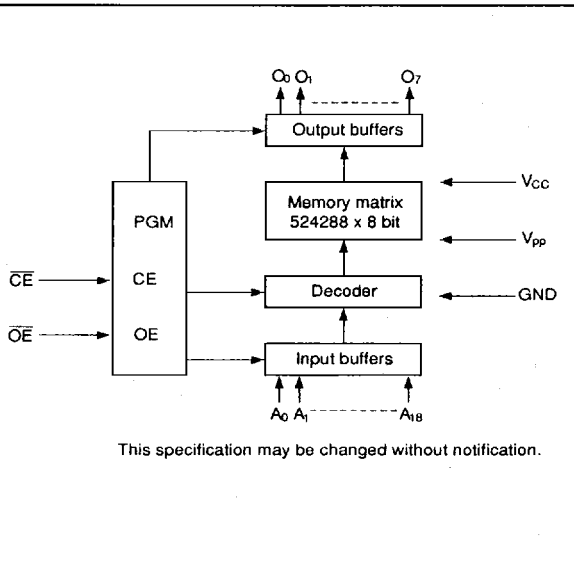 O0 O1 O7
Output buffers
VCC
Memory matrix
524288 x 8 bit
PGM
Vpp
CE CE Decoder GND
OE OE Input buffers
A0 A1 A18
This specification may be changed without notification.